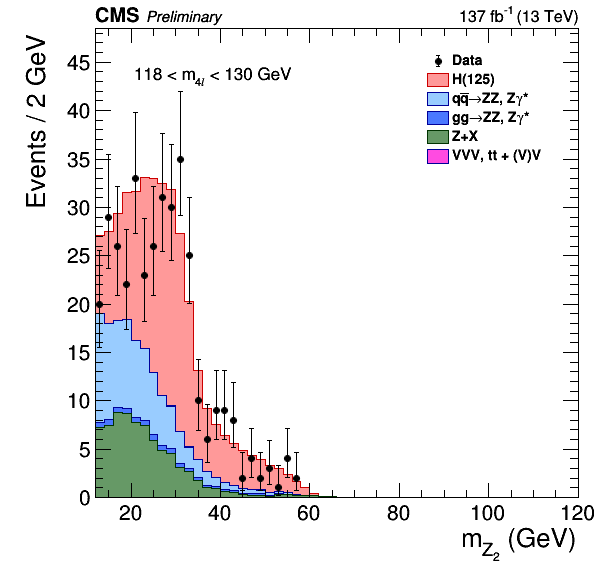 CMS Preliminary 137 fb⁻¹ (13 TeV)
Events / 2 GeV
118 < m₄ₗ < 130 GeV
Data
H(125)
qq̅→ZZ, Zγ*
gg→ZZ, Zγ*
Z+X
VVV, tt + (V)V
45
40
35
30
25
20
15
10
5
0
20 40 60 80 100 120
m_Z₂ (GeV)